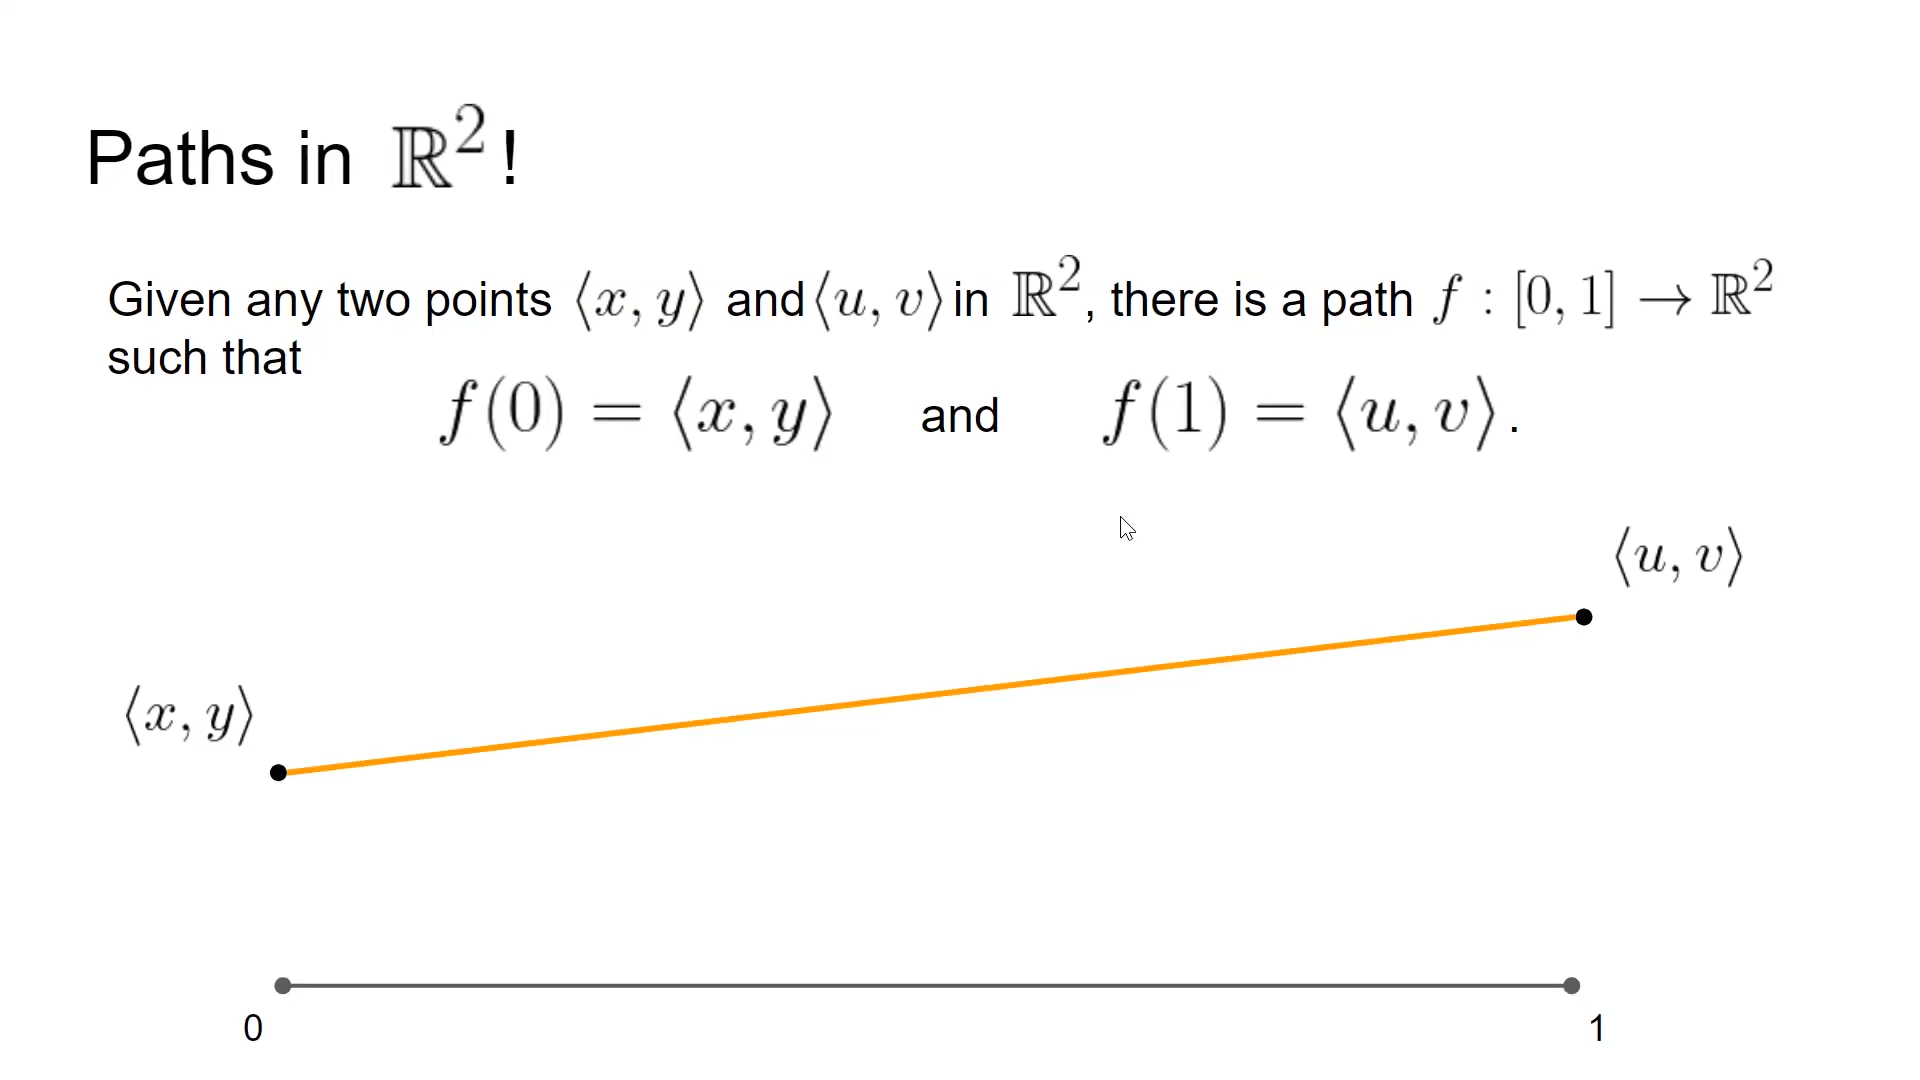 Paths in ℝ²!
Given any two points ⟨x, y⟩ and ⟨u, v⟩ in ℝ², there is a path f : [0, 1] → ℝ²
such that
f(0) = ⟨x, y⟩ and f(1) = ⟨u, v⟩.
⟨u, v⟩
⟨x, y⟩
0 1